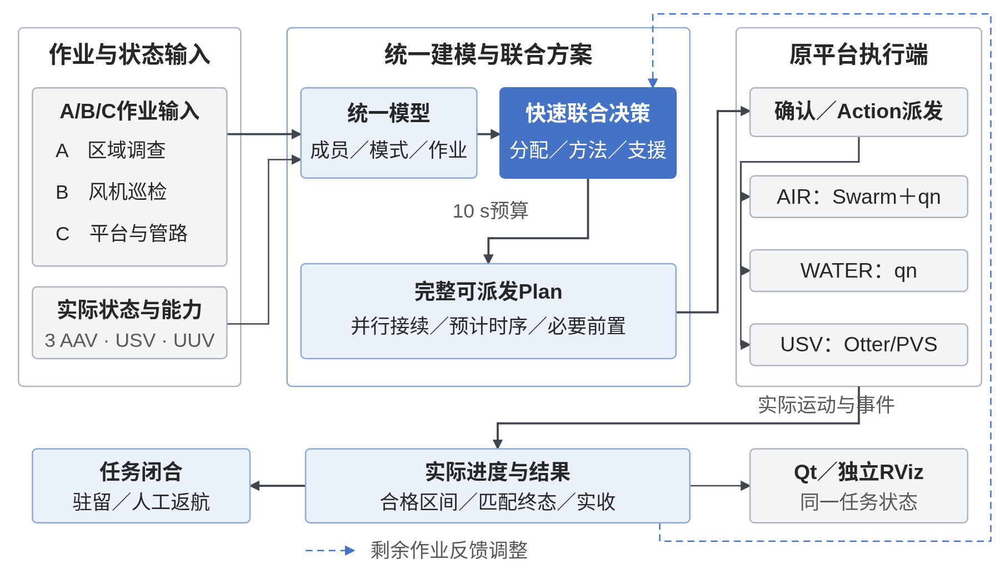 作业与状态输入
A/B/C作业输入
A 区域调查
B 风机巡检
C 平台与管路
实际状态与能力
3 AAV · USV · UUV
统一建模与联合方案
统一模型
成员／模式／作业
快速联合决策
分配／方法／支援
10 s预算
完整可派发Plan
并行接续／预计时序／必要前置
原平台执行端
确认／Action派发
AIR：Swarm＋qn
WATER：qn
USV：Otter/PVS
实际运动与事件
任务闭合
驻留／人工返航
实际进度与结果
合格区间／匹配终态／实收
Qt／独立RViz
同一任务状态
剩余作业反馈调整